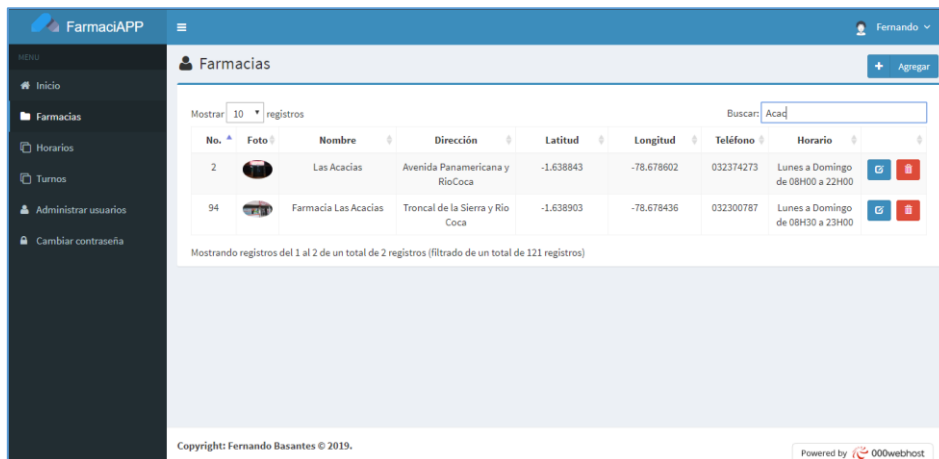 FarmaciAPP
Fernando
MENU
Farmacias
Agregar
Inicio
Farmacias
Horarios
Turnos
Administrar usuarios
Cambiar contraseña
Mostrar 10 registros
Buscar: Acac
No. Foto Nombre Dirección Latitud Longitud Teléfono Horario
2 Las Acacias Avenida Panamericana y RioCoca -1.638843 -78.678602 032374273 Lunes a Domingo de 08H00 a 22H00
94 Farmacia Las Acacias Troncal de la Sierra y Rio Coca -1.638903 -78.678436 032300787 Lunes a Domingo de 08H30 a 23H00
Mostrando registros del 1 al 2 de un total de 2 registros (filtrado de un total de 121 registros)
Copyright: Fernando Basantes © 2019.
Powered by 000webhost